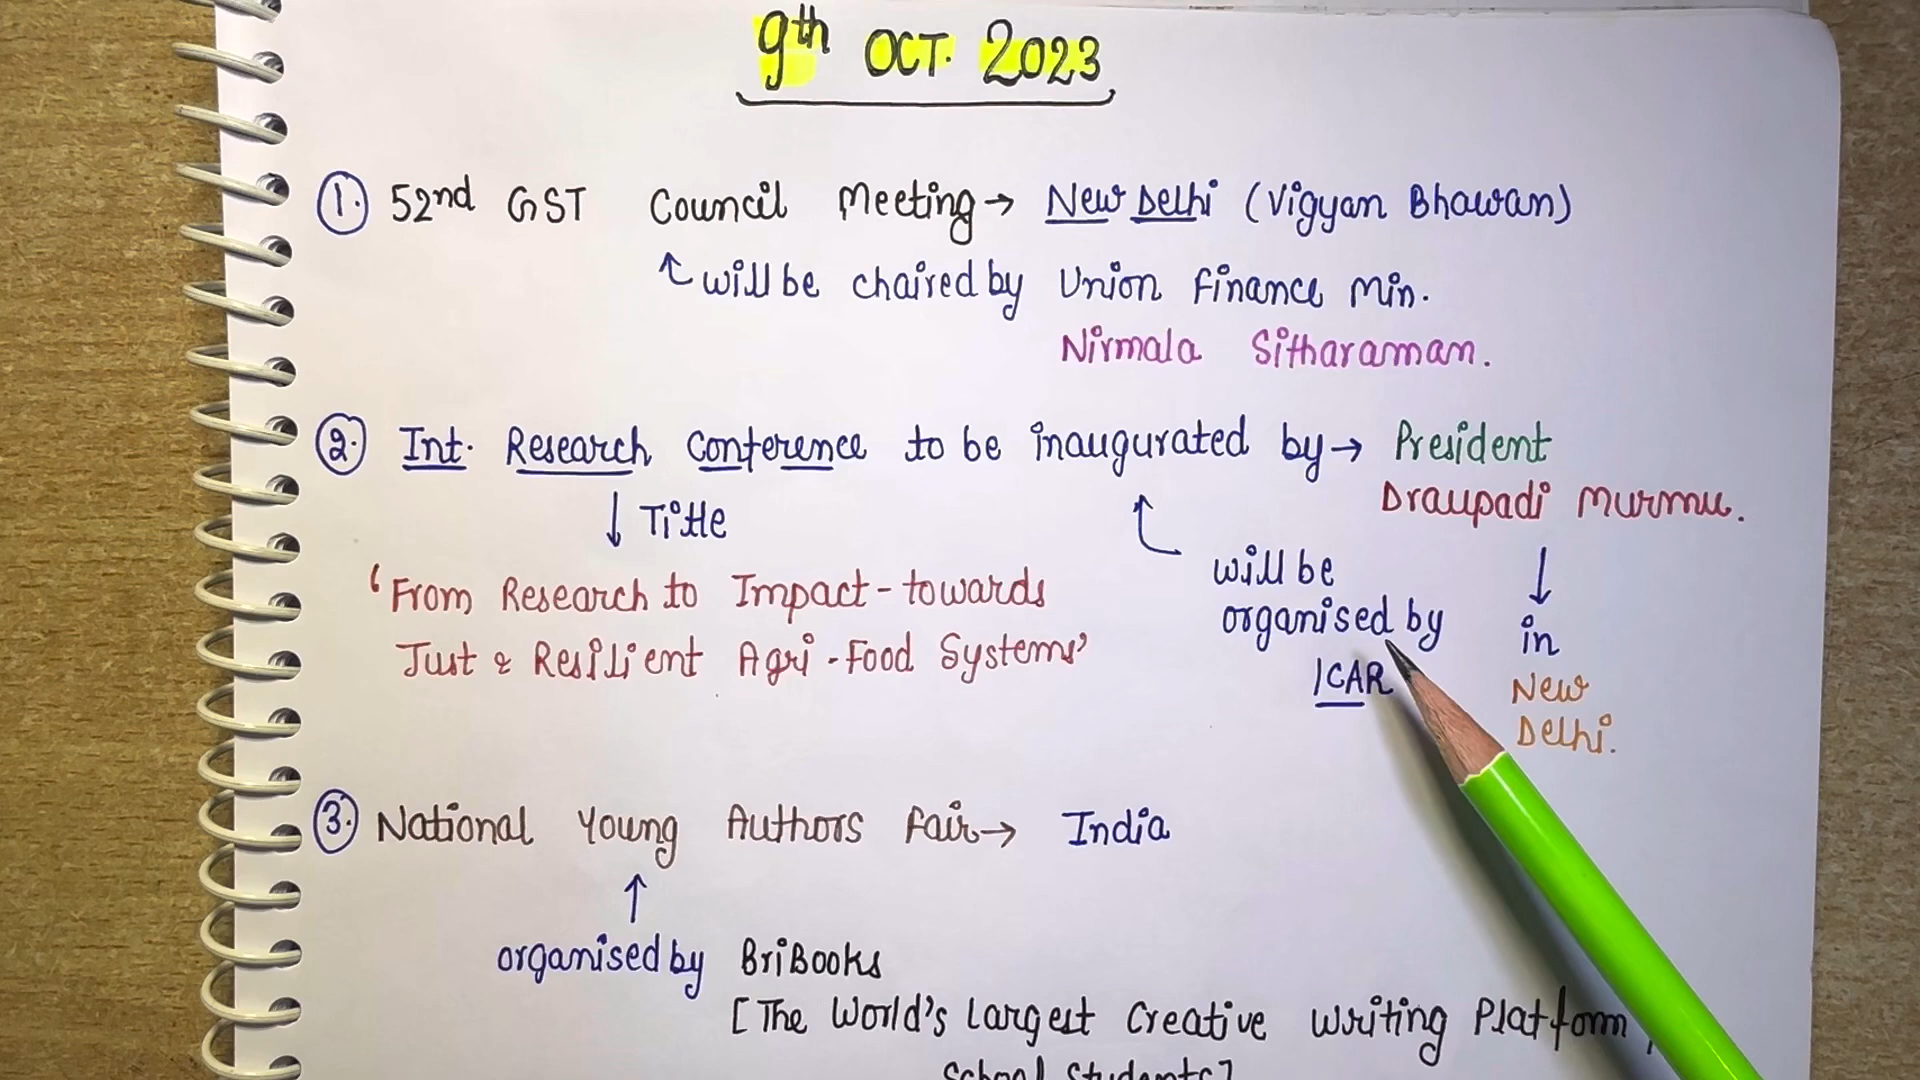 9th OCT. 2023
1. 52nd GST Council Meeting → New Delhi (Vigyan Bhawan)
will be chaired by Union Finance Min.
Nirmala Sitharaman.
2. Int. Research Conference to be inaugurated by → President
Draupadi Murmu.
↓ Title
'From Research to Impact - towards
Just & Resilient Agri - Food Systems'
will be
organised by
ICAR
↓
in
New
Delhi.
3. National Young Authors Fair → India
↑
organised by BriBooks
[The World's Largest Creative Writing Platform
School Students]